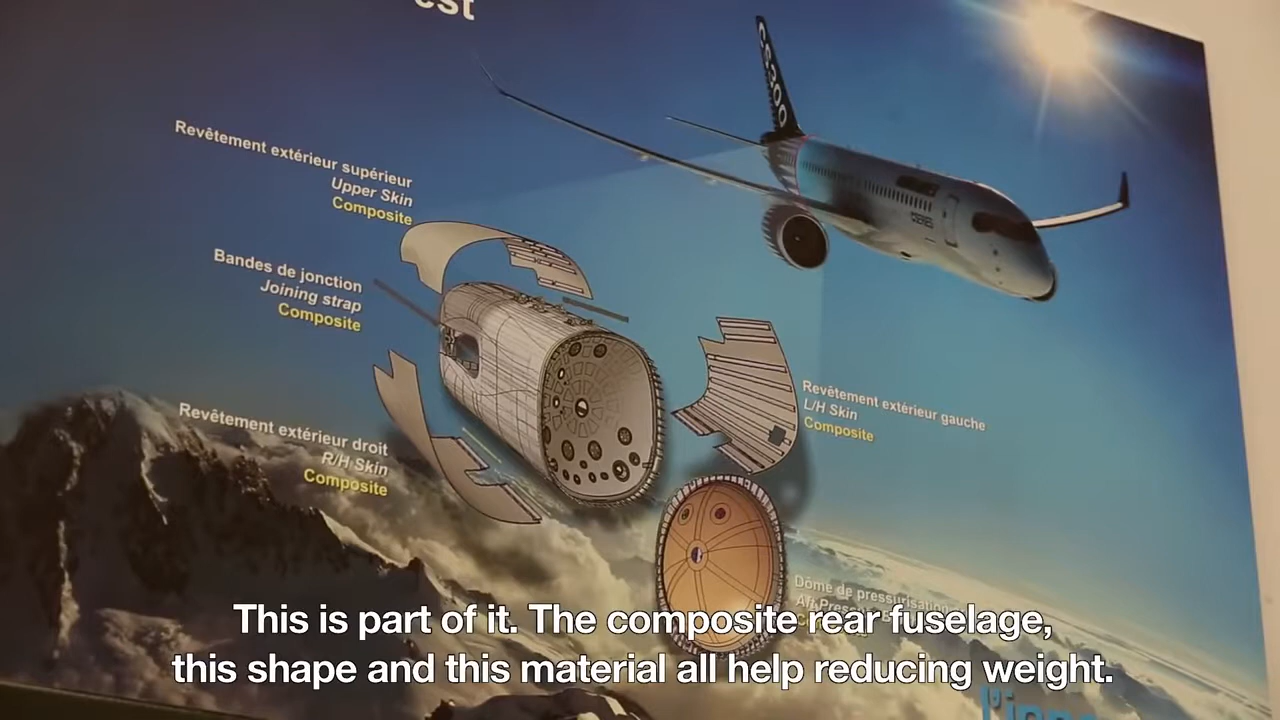 est
CS300
CSERIES
Revêtement extérieur supérieur
Upper Skin
Composite
Bandes de jonction
Joining strap
Composite
Revêtement extérieur gauche
L/H Skin
Composite
Revêtement extérieur droit
R/H Skin
Composite
Dôme de pressurisation
This is part of it. The composite rear fuselage,
this shape and this material all help reducing weight.